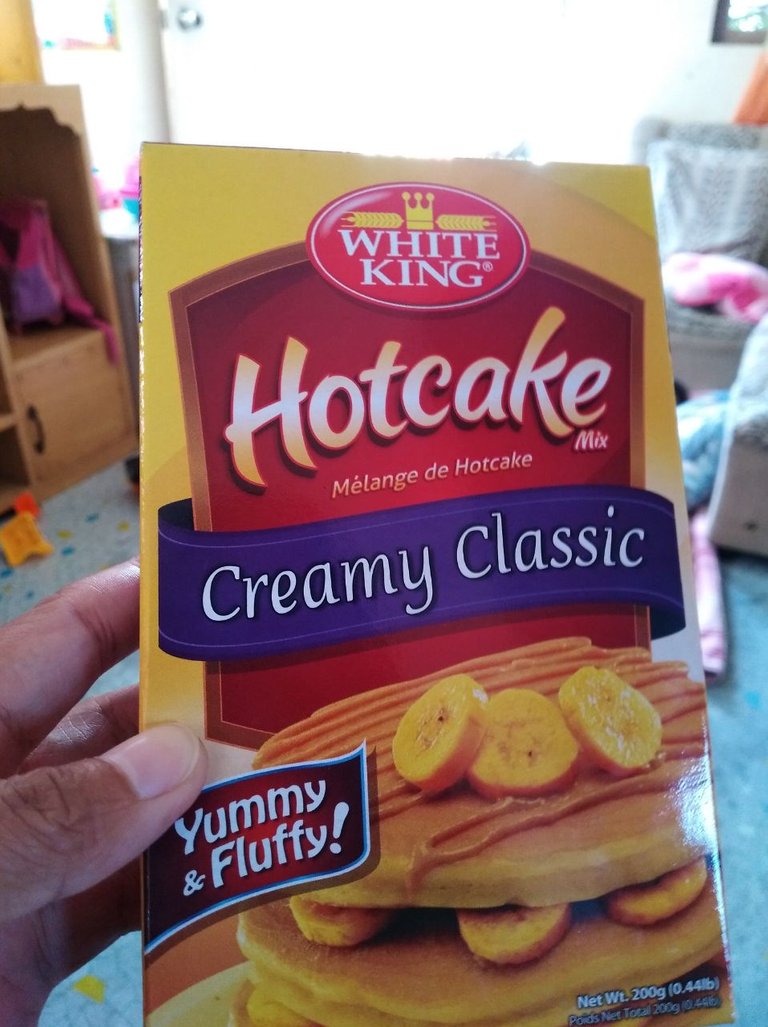 WHITE
KING®
Hotcake
Mix
Mélange de Hotcake
Creamy Classic
Yummy
& Fluffy!
Net Wt. 200g (0.44lb)
Poids Net Total 200g (0.44lb)